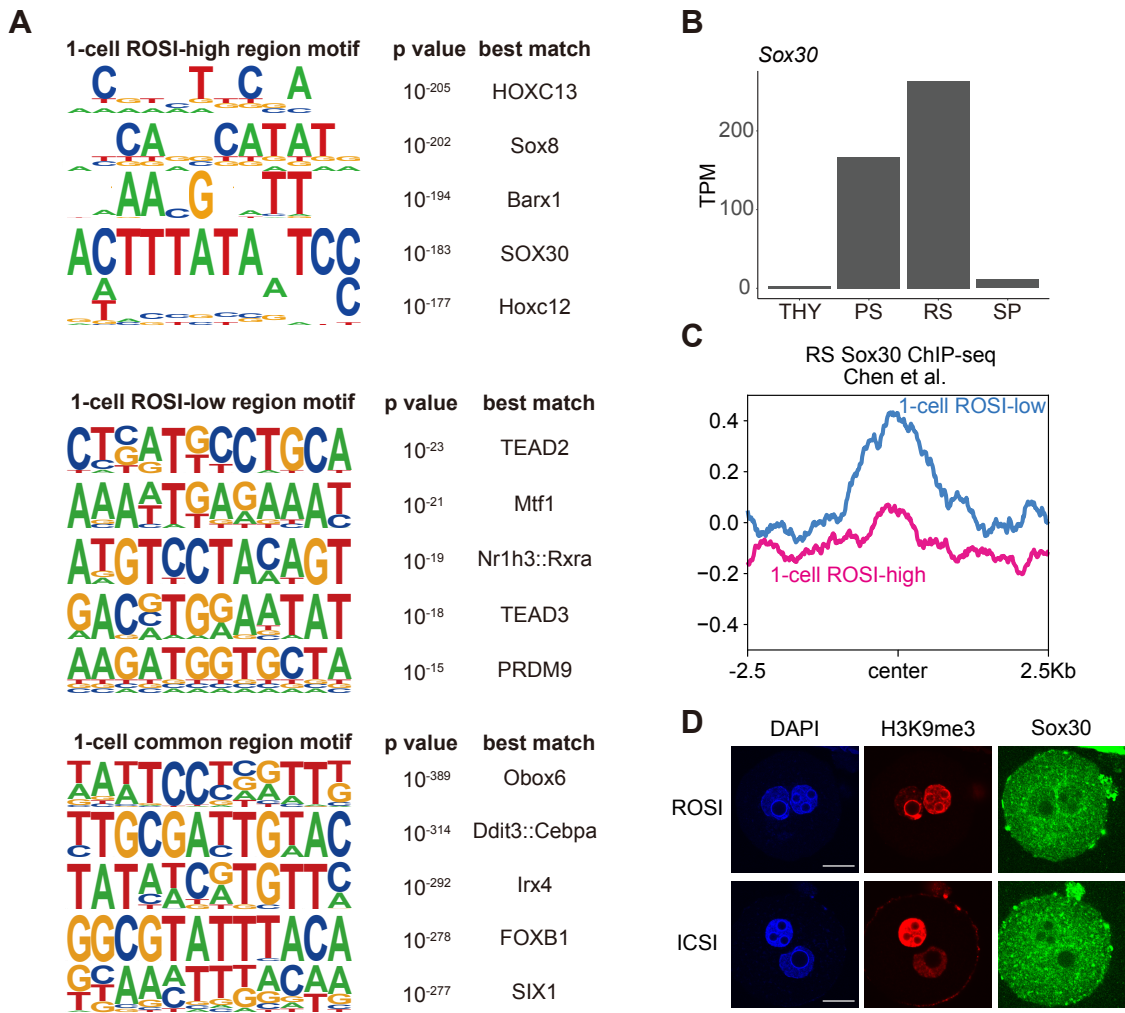 A
1-cell ROSI-high region motif p value best match
10-205 HOXC13
10-202 Sox8
10-194 Barx1
ACTTTATA TCC 10-183 SOX30
10-177 Hoxc12
1-cell ROSI-low region motif p value best match
10-23 TEAD2
10-21 Mtf1
10-19 Nr1h3::Rxra
10-18 TEAD3
AAGATGGTGCTA 10-15 PRDM9
1-cell common region motif p value best match
10-389 Obox6
10-314 Ddit3::Cebpa
10-292 Irx4
GGCGTATTTACA 10-278 FOXB1
10-277 SIX1
B
Sox30
TPM
200
100
0
THY PS RS SP
C
RS Sox30 ChIP-seq
Chen et al.
1-cell ROSI-low
0.4
0.2
0.0
−0.2
−0.4
1-cell ROSI-high
-2.5 center 2.5Kb
D
DAPI H3K9me3 Sox30
ROSI
ICSI